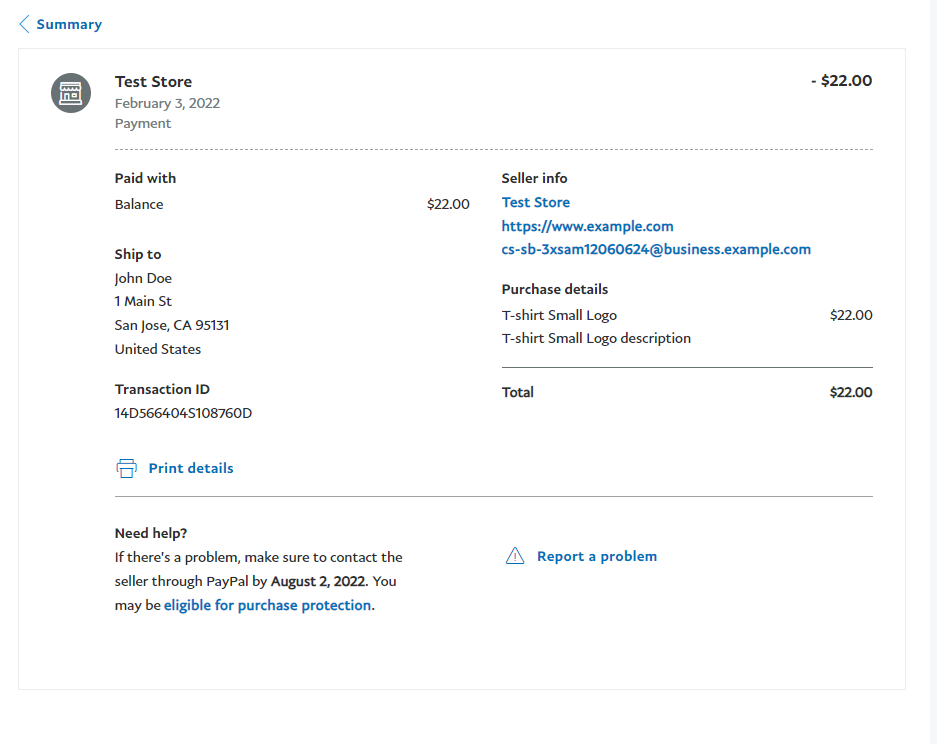 Summary
Test Store
- $22.00
February 3, 2022
Payment
Paid with
Balance $22.00
Ship to
John Doe
1 Main St
San Jose, CA 95131
United States
Transaction ID
14D566404S108760D
Print details
Seller info
Test Store
https://www.example.com
cs-sb-3xsam12060624@business.example.com
Purchase details
T-shirt Small Logo $22.00
T-shirt Small Logo description
Total $22.00
Need help?
If there's a problem, make sure to contact the
seller through PayPal by August 2, 2022. You
may be eligible for purchase protection.
Report a problem